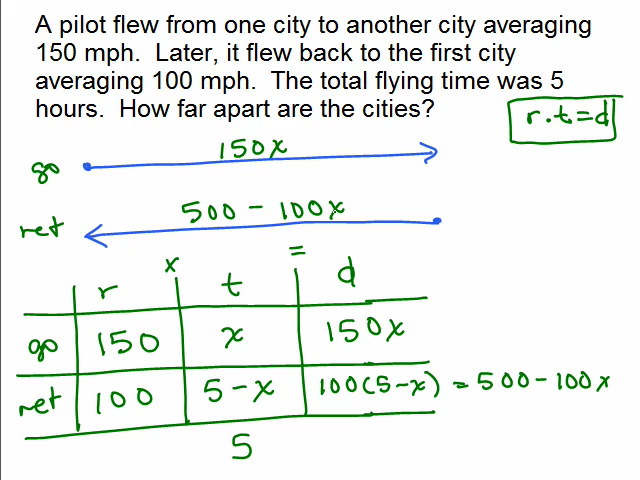 A pilot flew from one city to another city averaging
150 mph. Later, it flew back to the first city
averaging 100 mph. The total flying time was 5
hours. How far apart are the cities?
r·t=d
150x
go
500 - 100x
ret
r x t = d
go 150 x 150x
ret 100 5-x 100(5-x) = 500-100x
5